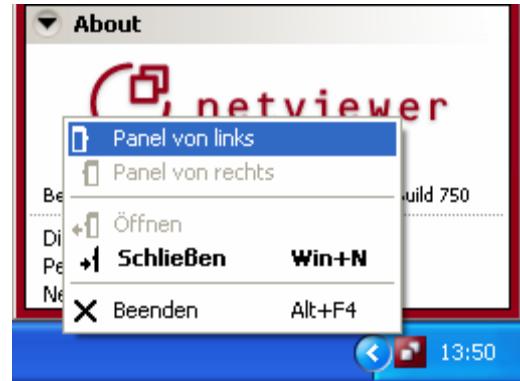 About
netviewer
Panel von links
Panel von rechts
Be uild 750
Öffnen
Di
Schließen Win+N
Pe
Ne
Beenden Alt+F4
13:50